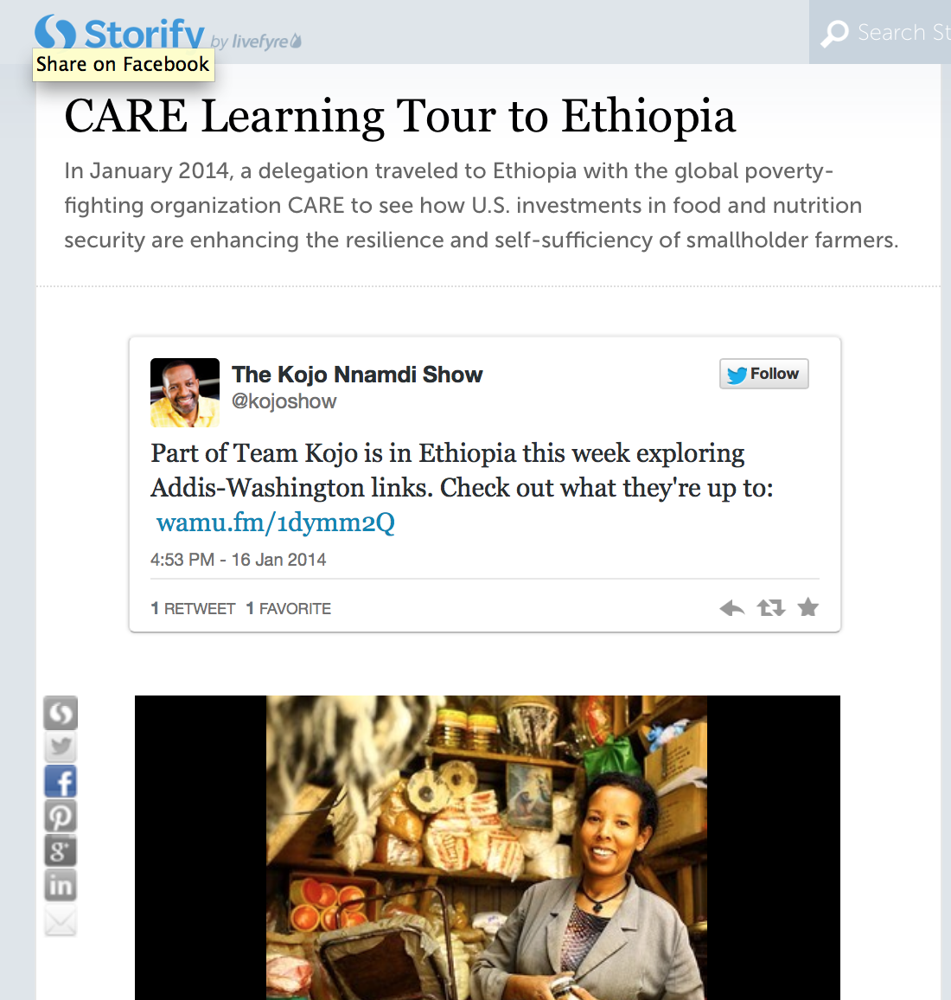 Storify by livefyre
Search St
Share on Facebook
CARE Learning Tour to Ethiopia
In January 2014, a delegation traveled to Ethiopia with the global poverty-
fighting organization CARE to see how U.S. investments in food and nutrition
security are enhancing the resilience and self-sufficiency of smallholder farmers.
The Kojo Nnamdi Show
@kojoshow
Follow
Part of Team Kojo is in Ethiopia this week exploring
Addis-Washington links. Check out what they're up to:
wamu.fm/1dymm2Q
4:53 PM - 16 Jan 2014
1 RETWEET 1 FAVORITE